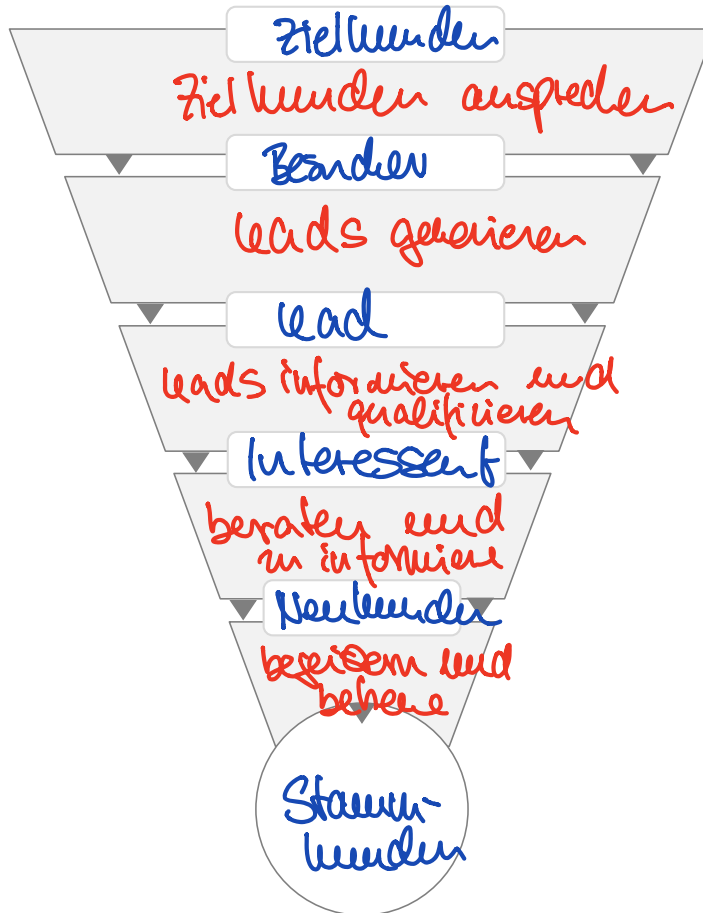 Zielkunden
Zielkunden ansprechen
Besucher
leads generieren
lead
leads informieren und
qualifizieren
Interessent
beraten und
zu informiere
Neukunden
begeistern und
Stamm-
kunden